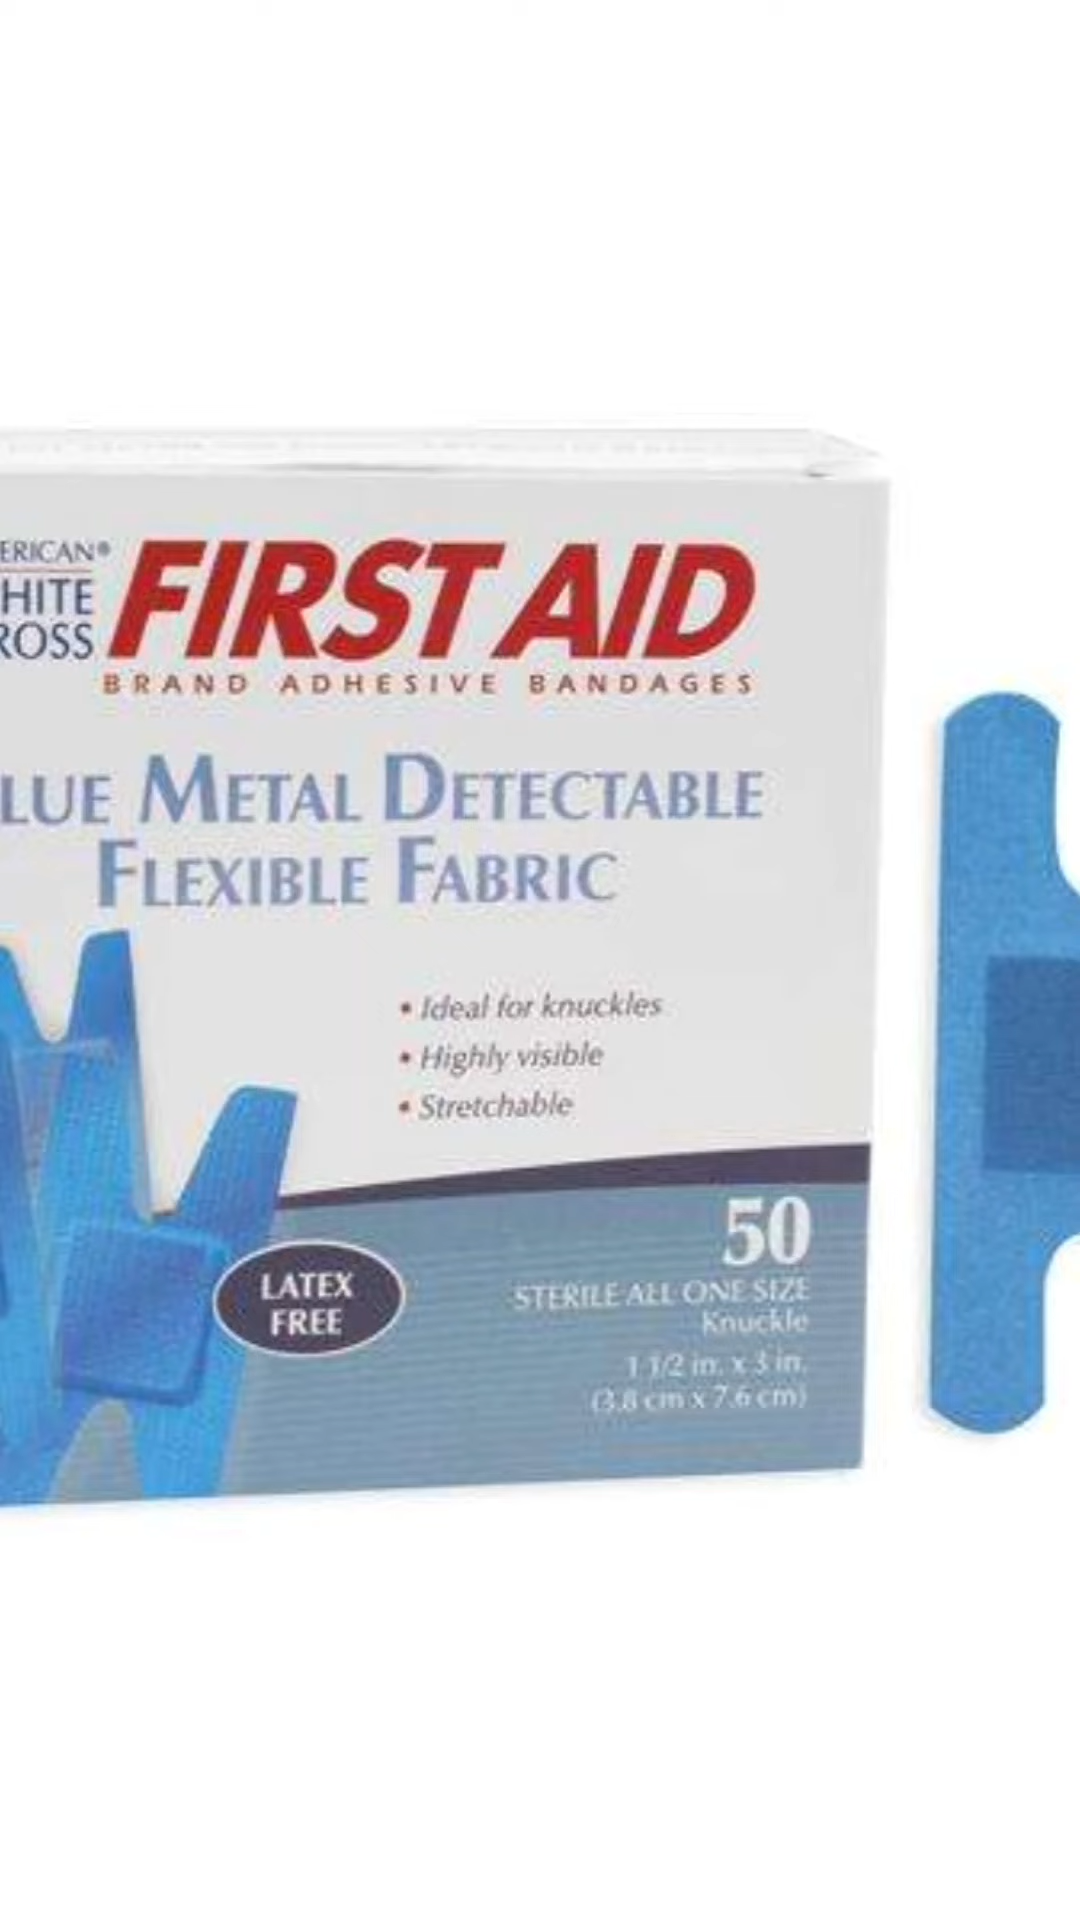 ERICAN®
HITE
ROSS
FIRST AID
BRAND ADHESIVE BANDAGES
LUE METAL DETECTABLE
FLEXIBLE FABRIC
• Ideal for knuckles
• Highly visible
• Stretchable
LATEX
FREE
50
STERILE ALL ONE SIZE
Knuckle
1 1/2 in. x 3 in.
(3.8 cm x 7.6 cm)